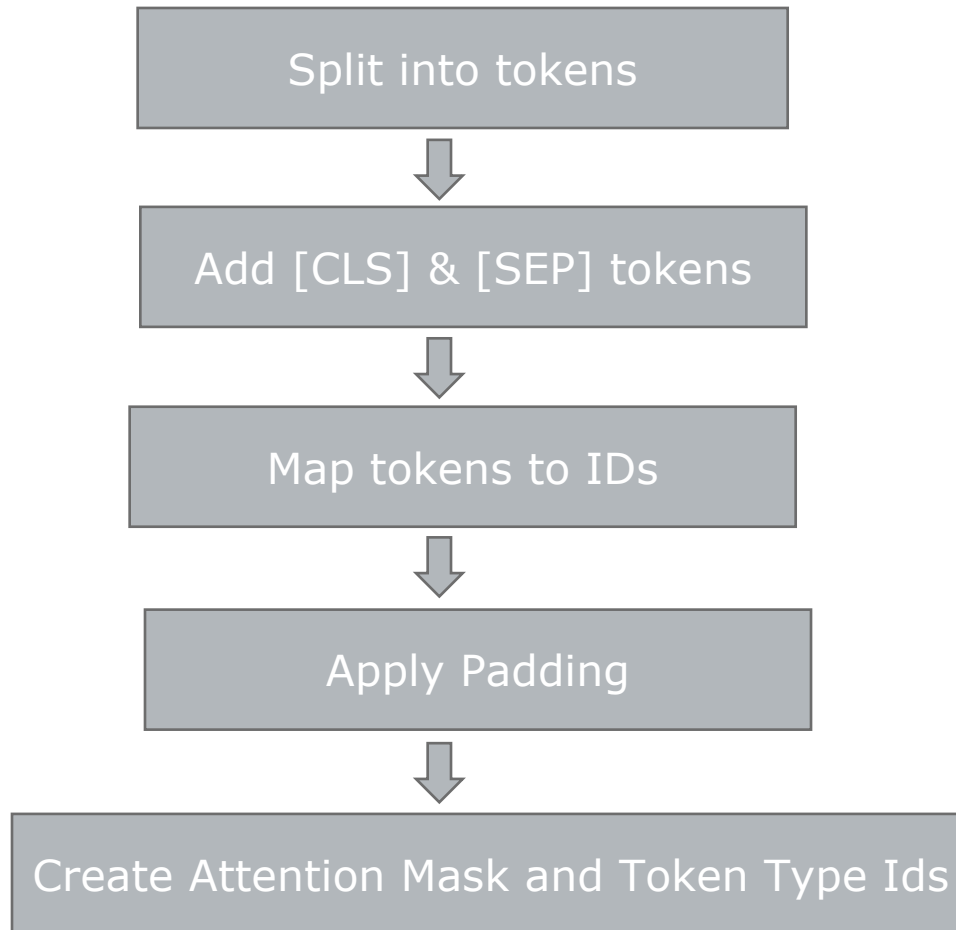 Split into tokens
Add [CLS] & [SEP] tokens
Map tokens to IDs
Apply Padding
Create Attention Mask and Token Type Ids